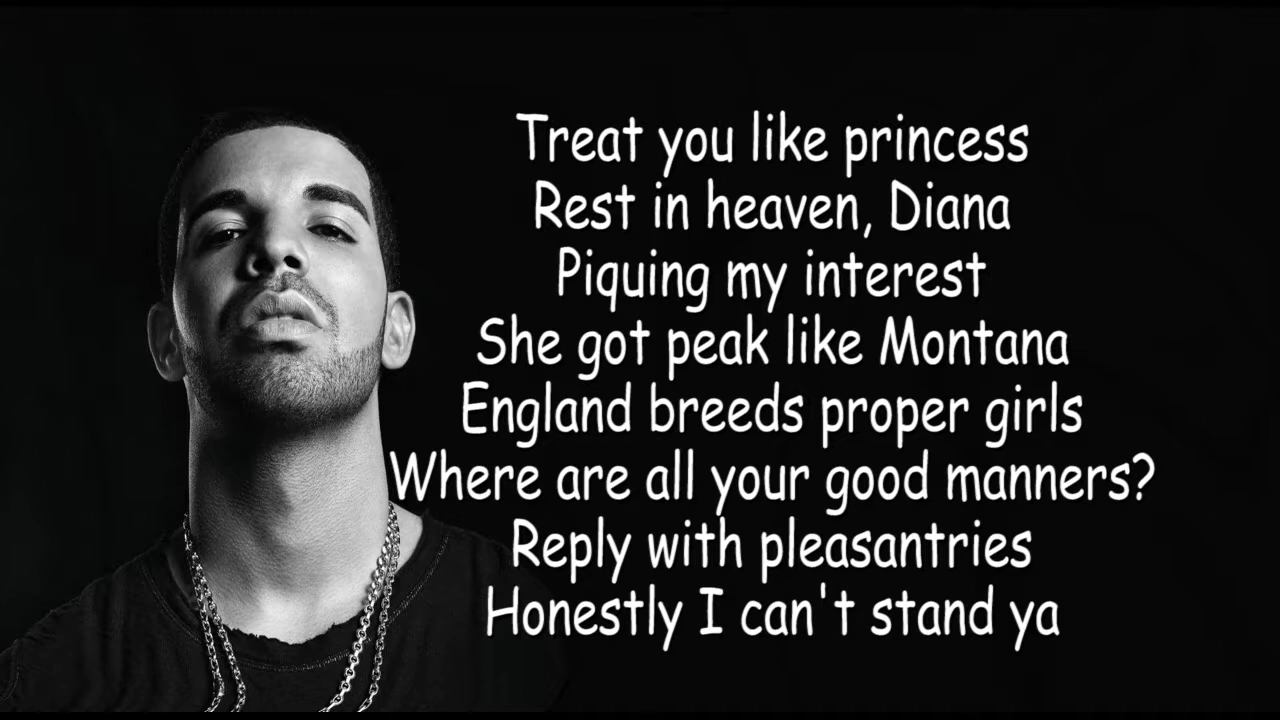 Treat you like princess
Rest in heaven, Diana
Piquing my interest
She got peak like Montana
England breeds proper girls
Where are all your good manners?
Reply with pleasantries
Honestly I can't stand ya